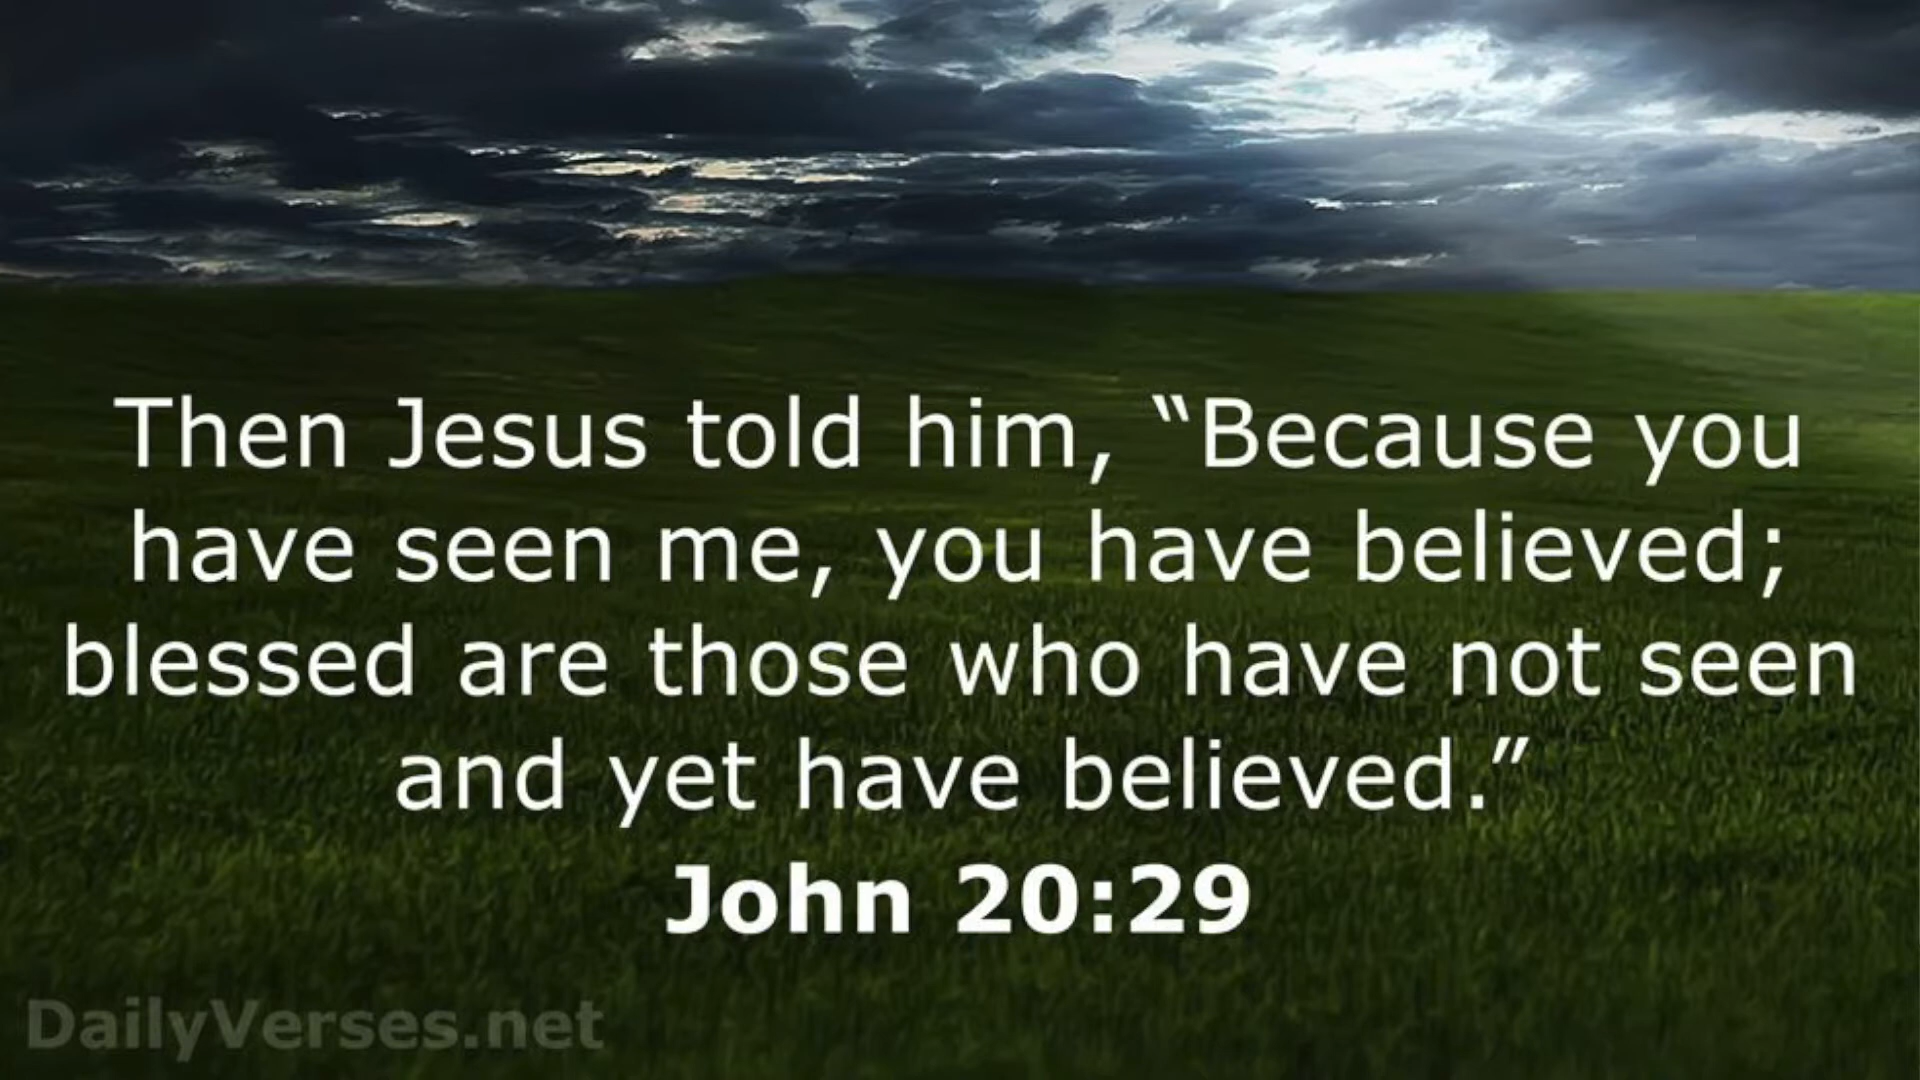 Then Jesus told him, “Because you
have seen me, you have believed;
blessed are those who have not seen
and yet have believed.”
John 20:29
DailyVerses.net